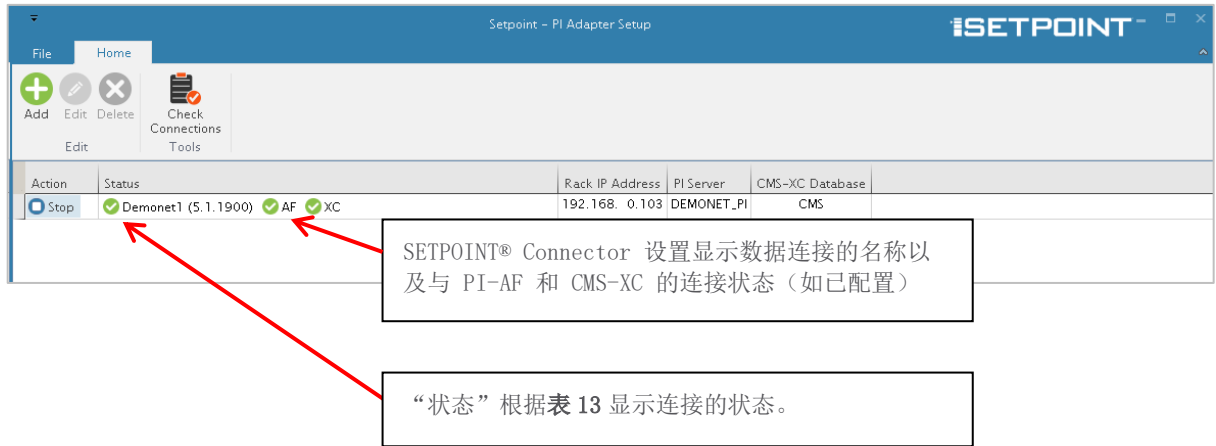 Setpoint - PI Adapter Setup
SETPOINT
File Home
Add Edit Delete Check Connections
Edit Tools
Action Status Rack IP Address PI Server CMS-XC Database
Stop Demonet1 (5.1.1900) AF XC 192.168. 0.103 DEMONET_PI CMS
SETPOINT® Connector 设置显示数据连接的名称以
及与 PI-AF 和 CMS-XC 的连接状态（如已配置）
“状态”根据表 13 显示连接的状态。